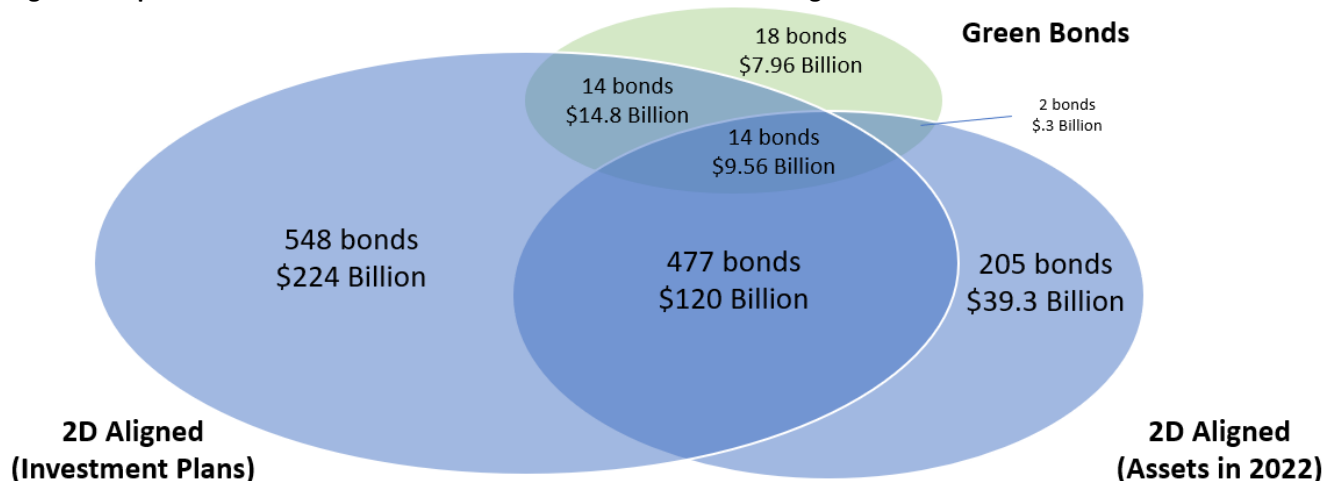 18 bonds
$7.96 Billion
Green Bonds
14 bonds
$14.8 Billion
2 bonds
$.3 Billion
14 bonds
$9.56 Billion
548 bonds
$224 Billion
477 bonds
$120 Billion
205 bonds
$39.3 Billion
2D Aligned
(Investment Plans)
2D Aligned
(Assets in 2022)